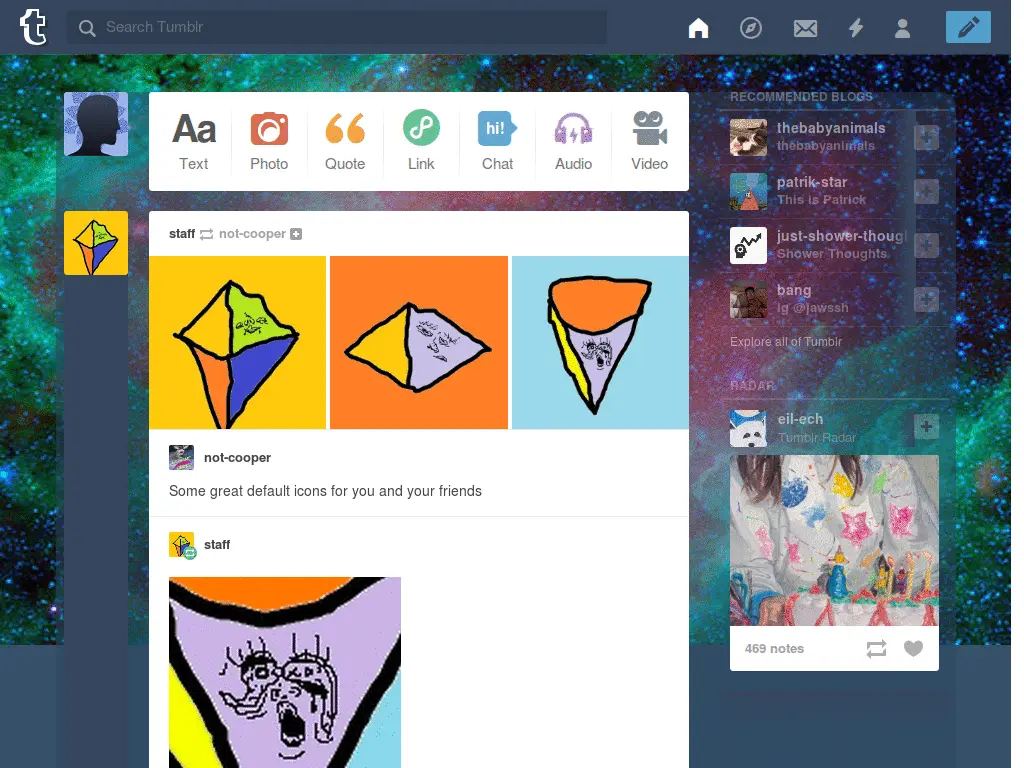 t
Search Tumblr
Aa
hi!
Text
Photo
Quote
Link
Chat
Audio
Video
staff not-cooper
not-cooper
Some great default icons for you and your friends
staff
RECOMMENDED BLOGS
thebabyanimals
thebabyanimals
patrik-star
This is Patrick
just-shower-though
Shower Thoughts
bang
ig @jawssh
Explore all of Tumblr
RADAR
eil-ech
Tumblr Radar
469 notes